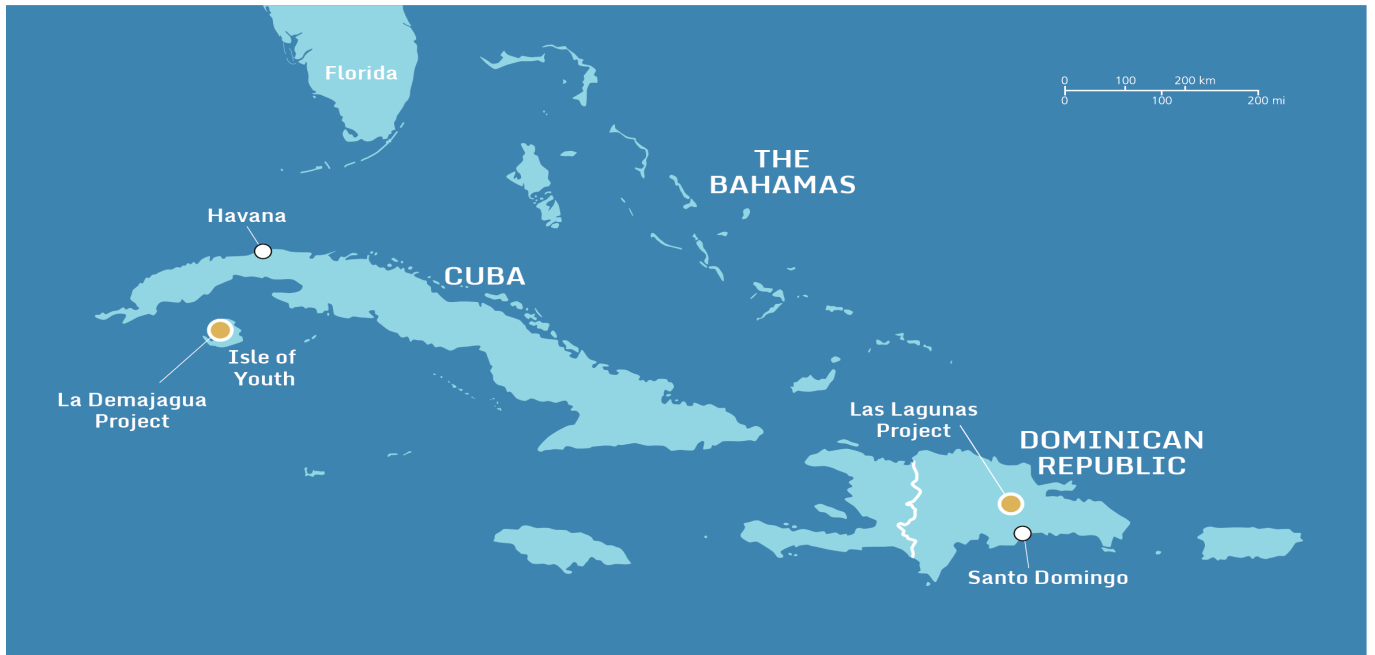 Florida
0 100 200 km
0 100 200 mi
THE
BAHAMAS
Havana
CUBA
Isle of
Youth
La Demajagua
Project
Las Lagunas
Project
DOMINICAN
REPUBLIC
Santo Domingo